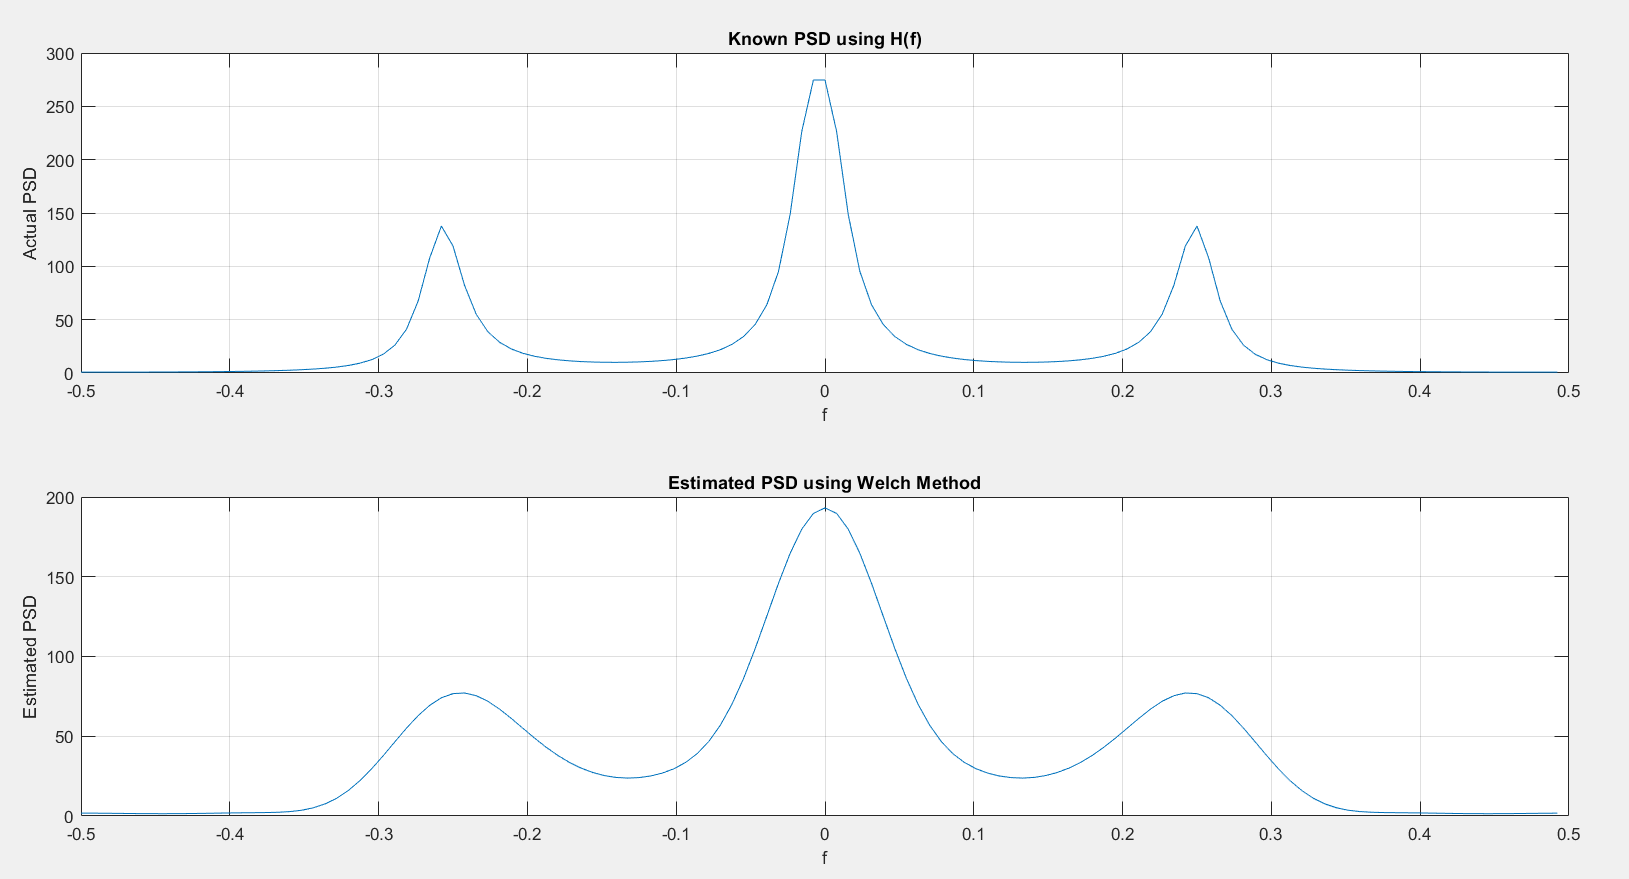 Known PSD using H(f)
300
250
200
150
100
50
0
Actual PSD
-0.5 -0.4 -0.3 -0.2 -0.1 0 0.1 0.2 0.3 0.4 0.5
f
Estimated PSD using Welch Method
200
150
100
50
0
Estimated PSD
-0.5 -0.4 -0.3 -0.2 -0.1 0 0.1 0.2 0.3 0.4 0.5
f